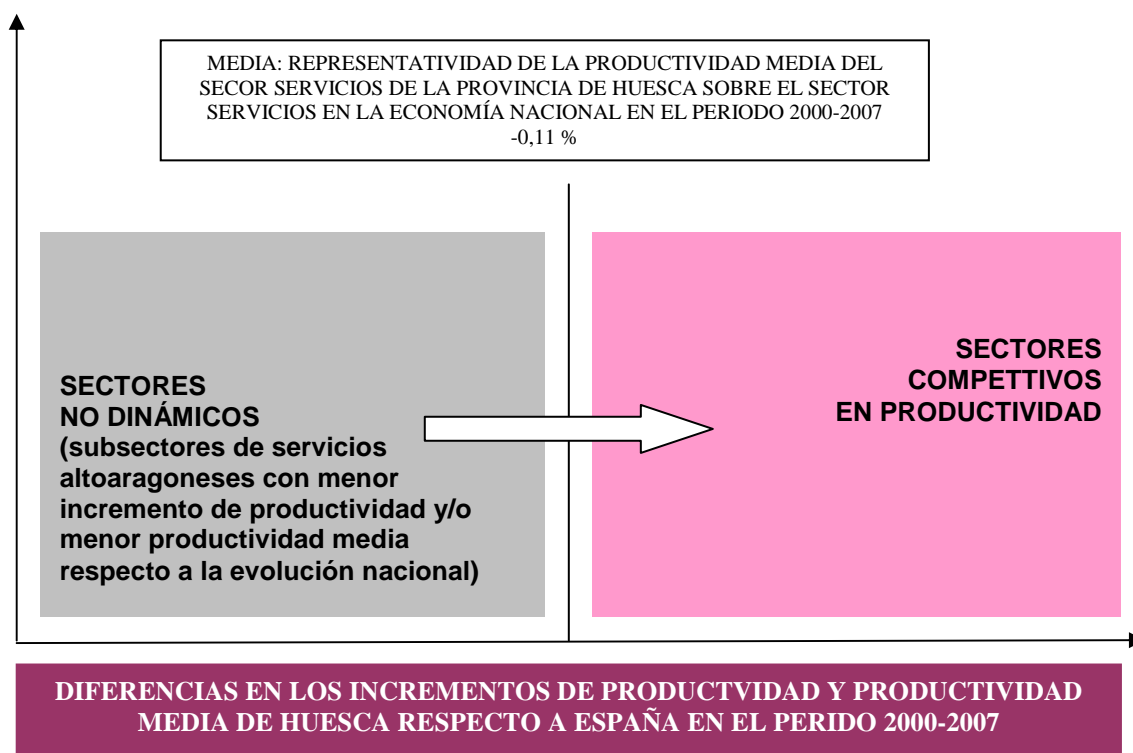 MEDIA: REPRESENTATIVIDAD DE LA PRODUCTIVIDAD MEDIA DEL
SECOR SERVICIOS DE LA PROVINCIA DE HUESCA SOBRE EL SECTOR
SERVICIOS EN LA ECONOMÍA NACIONAL EN EL PERIODO 2000-2007
-0,11 %
SECTORES
NO DINÁMICOS
(subsectores de servicios
altoaragoneses con menor
incremento de productividad y/o
menor productividad media
respecto a la evolución nacional)
SECTORES
COMPETTIVOS
EN PRODUCTIVIDAD
DIFERENCIAS EN LOS INCREMENTOS DE PRODUCTVIDAD Y PRODUCTIVIDAD
MEDIA DE HUESCA RESPECTO A ESPAÑA EN EL PERIDO 2000-2007